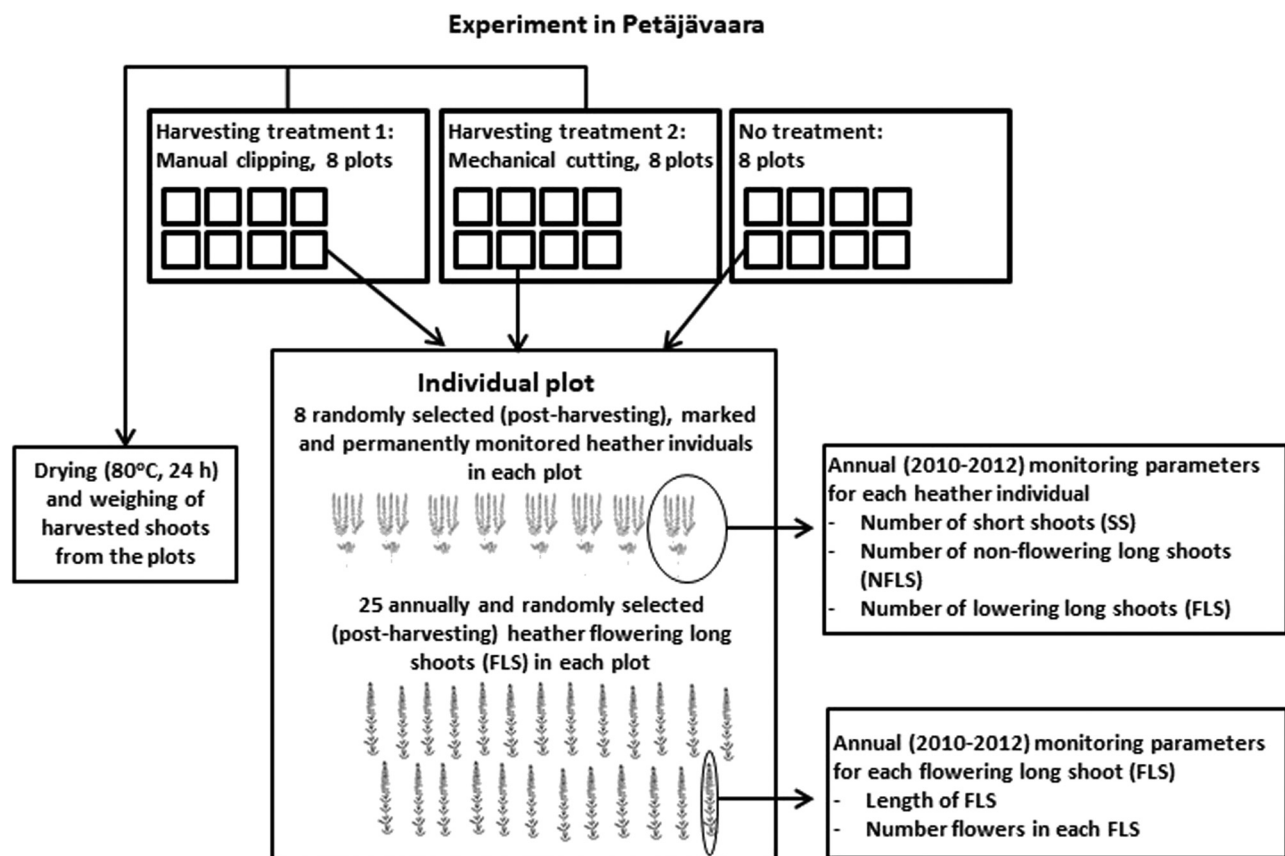 Experiment in Petäjävaara
Harvesting treatment 1:
Manual clipping, 8 plots
Harvesting treatment 2:
Mechanical cutting, 8 plots
No treatment:
8 plots
Individual plot
8 randomly selected (post-harvesting), marked
and permanently monitored heather inviduals
in each plot
25 annually and randomly selected
(post-harvesting) heather flowering long
shoots (FLS) in each plot
Drying (80°C, 24 h)
and weighing of
harvested shoots
from the plots
Annual (2010-2012) monitoring parameters
for each heather individual
- Number of short shoots (SS)
- Number of non-flowering long shoots
(NFLS)
- Number of lowering long shoots (FLS)
Annual (2010-2012) monitoring parameters
for each flowering long shoot (FLS)
- Length of FLS
- Number flowers in each FLS